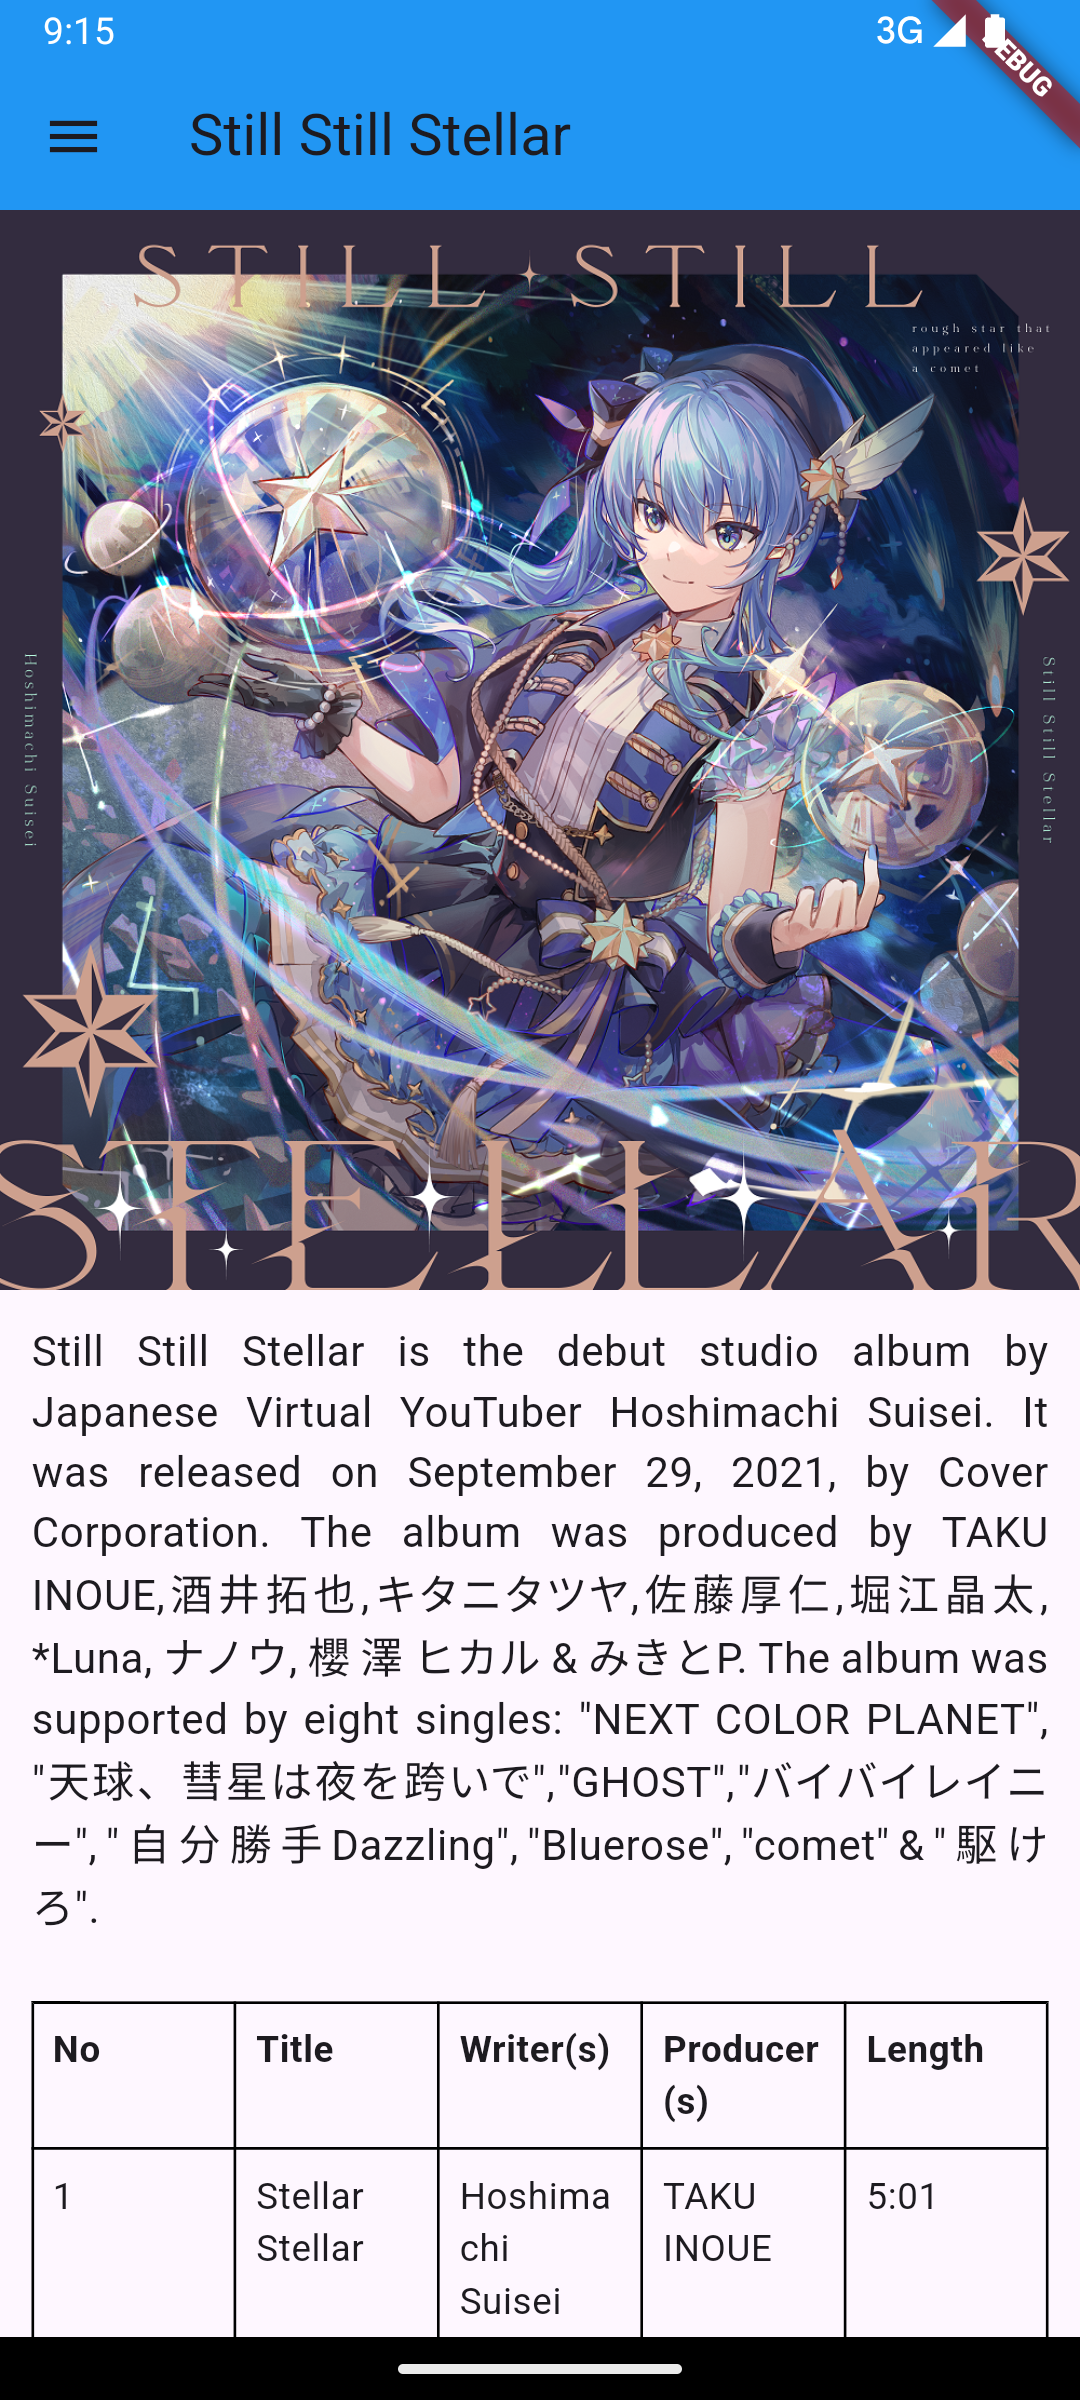 9:15
3G
DEBUG
Still Still Stellar
STILL STILL
rough star that
appeared like
a comet
Hoshimachi Suisei
Still Still Stellar
STELLAR
Still Still Stellar is the debut studio album by
Japanese Virtual YouTuber Hoshimachi Suisei. It
was released on September 29, 2021, by Cover
Corporation. The album was produced by TAKU
INOUE,酒井拓也,キタニタツヤ,佐藤厚仁,堀江晶太,
*Luna, ナノウ, 櫻澤 ヒカル & みきとP. The album was
supported by eight singles: "NEXT COLOR PLANET",
"天球、彗星は夜を跨いで","GHOST","バイバイレイニ
ー","自分勝手Dazzling","Bluerose","comet" & "駆け
ろ".
No
Title
Writer(s)
Producer
(s)
Length
1
Stellar
Stellar
Hoshima
chi
Suisei
TAKU
INOUE
5:01